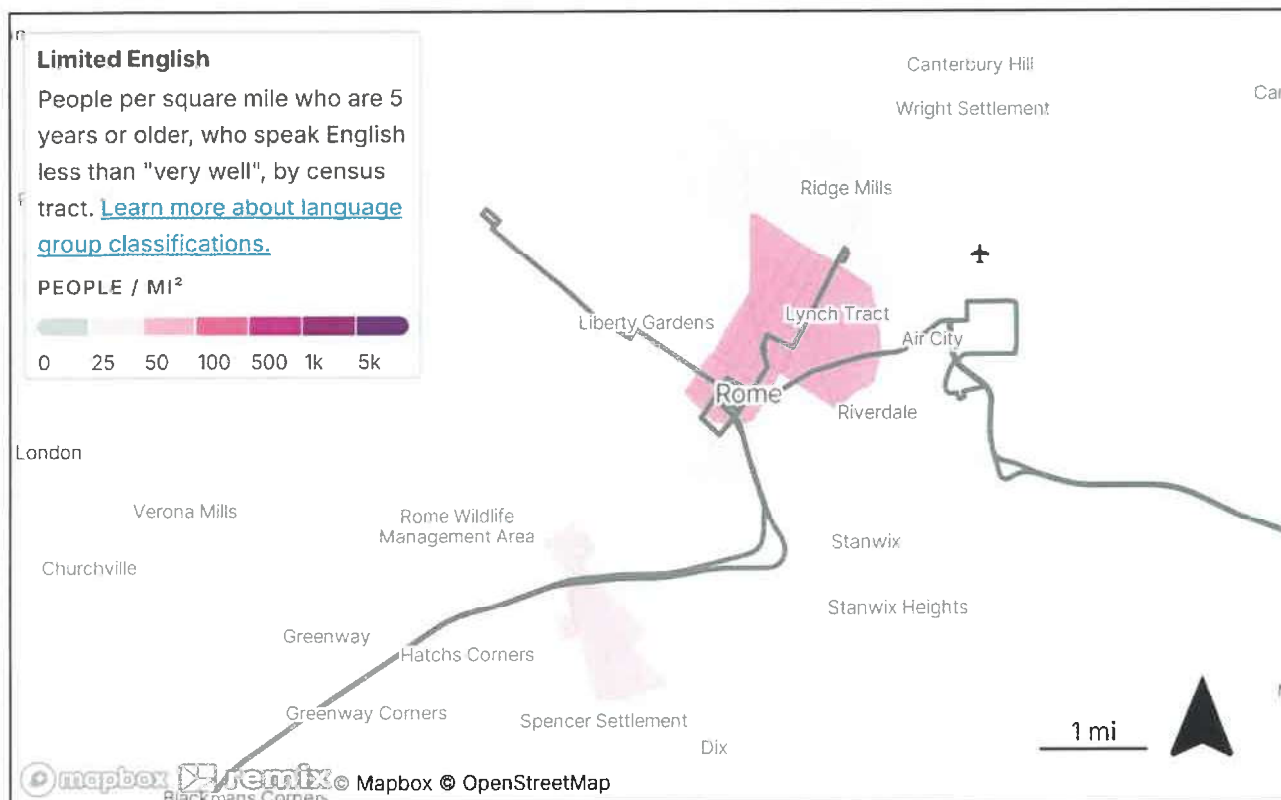 Limited English
People per square mile who are 5
years or older, who speak English
less than "very well", by census
tract. Learn more about language
group classifications.
PEOPLE / MI²
0 25 50 100 500 1k 5k
Canterbury Hill
Wright Settlement
Ridge Mills
Liberty Gardens
Lynch Tract
Air City
Rome
Riverdale
London
Verona Mills
Rome Wildlife
Management Area
Stanwix
Churchville
Stanwix Heights
Greenway
Hatchs Corners
Greenway Corners
Spencer Settlement
Dix
1 mi
mapbox remix © Mapbox © OpenStreetMap